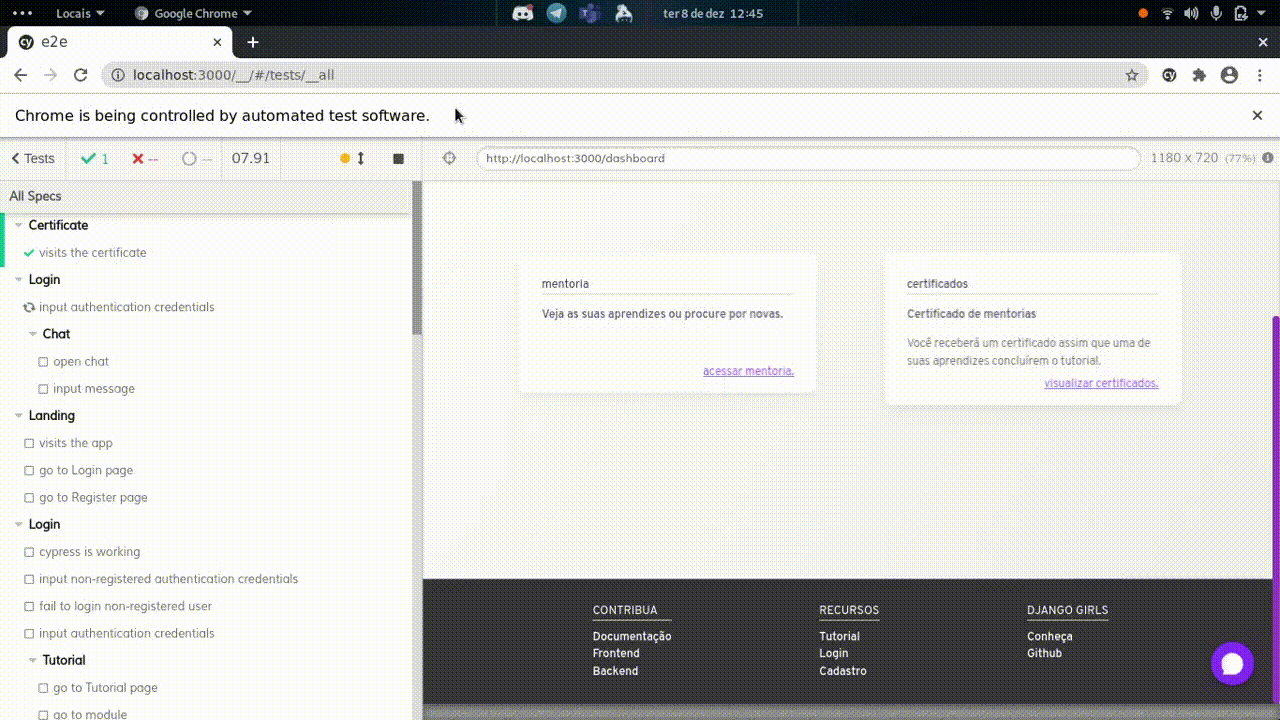 Locais
Google Chrome
ter 8 de dez 12:45
e2e
localhost:3000/__/#/tests/__all
Chrome is being controlled by automated test software.
Tests
1
--
--
07.91
http://localhost:3000/dashboard
1180 x 720 (77%)
All Specs
Certificate
visits the certificate
Login
input authentication credentials
Chat
open chat
input message
Landing
visits the app
go to Login page
go to Register page
Login
cypress is working
input non-registered authentication credentials
fail to login non-registered user
input authentication credentials
Tutorial
go to Tutorial page
go to module
mentoria
Veja as suas aprendizes ou procure por novas.
acessar mentoria.
certificados
Certificado de mentorias
Você receberá um certificado assim que uma de
suas aprendizes concluírem o tutorial.
visualizar certificados.
CONTRIBUA
Documentação
Frontend
Backend
RECURSOS
Tutorial
Login
Cadastro
DJANGO GIRLS
Conheça
Github